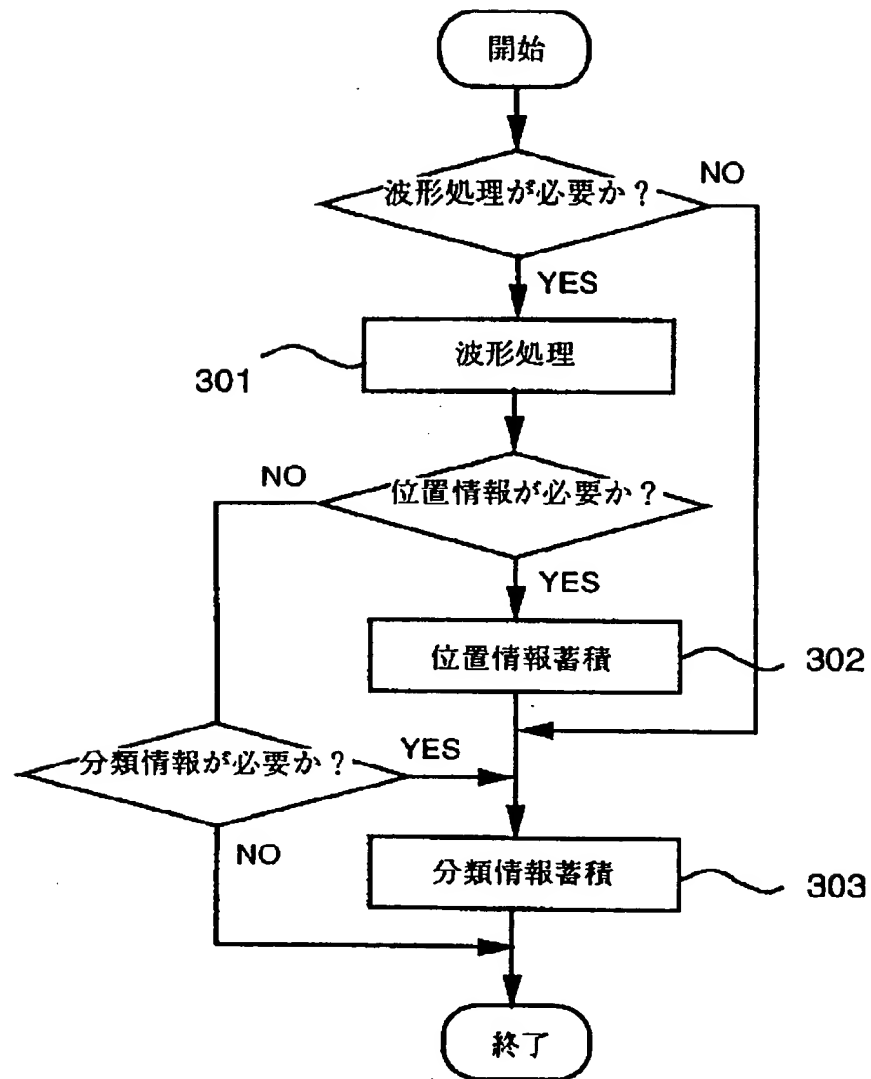 開始
波形処理が必要か?
NO
YES
波形処理
301
NO
位置情報が必要か?
YES
位置情報蓄積
302
分類情報が必要か?
YES
NO
分類情報蓄積
303
終了